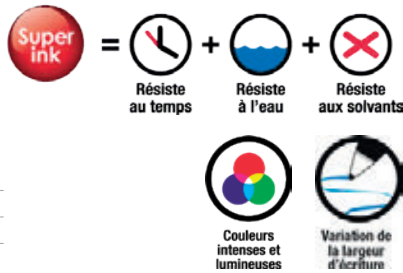 Super
ink
= + +
Résiste
au temps
Résiste
à l'eau
Résiste
aux solvants
Couleurs
intenses et
lumineuses
Variation de
la largeur
d'écriture